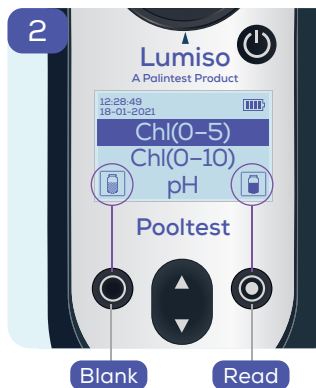 2
Lumiso
A Palintest Product
12:28:49
18-01-2021
Chl(0–5)
Chl(0–10)
pH
Pooltest
Blank
Read